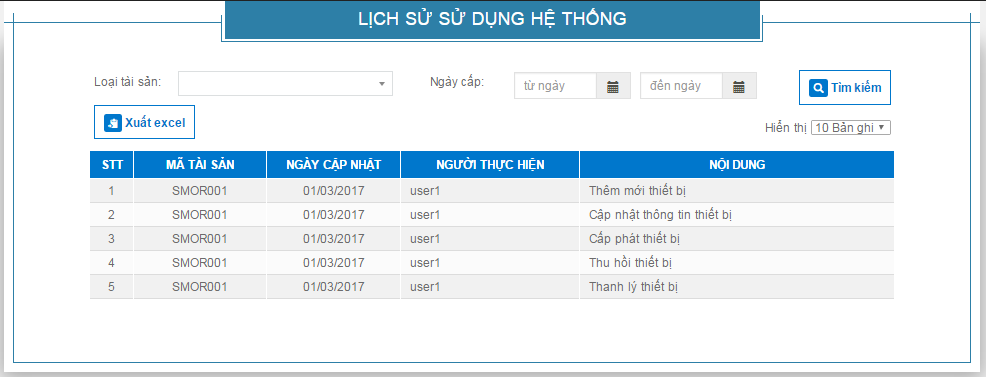 LỊCH SỬ SỬ DỤNG HỆ THỐNG
Loại tài sản: Ngày cấp: từ ngày đến ngày Tìm kiếm
Xuất excel
Hiển thị 10 Bản ghi
STT MÃ TÀI SẢN NGÀY CẬP NHẬT NGƯỜI THỰC HIỆN NỘI DUNG
1 SMOR001 01/03/2017 user1 Thêm mới thiết bị
2 SMOR001 01/03/2017 user1 Cập nhật thông tin thiết bị
3 SMOR001 01/03/2017 user1 Cấp phát thiết bị
4 SMOR001 01/03/2017 user1 Thu hồi thiết bị
5 SMOR001 01/03/2017 user1 Thanh lý thiết bị